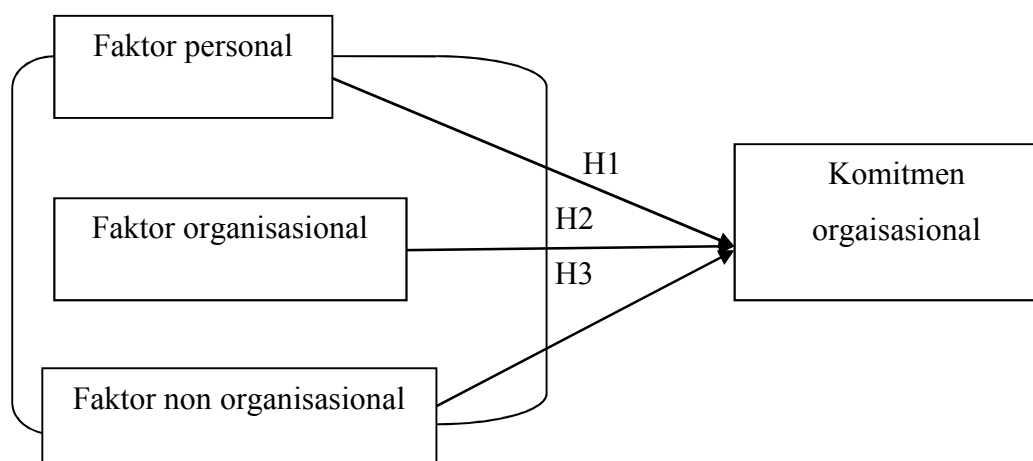 Faktor personal
H1
Komitmen
orgaisasional
Faktor organisasional
H2
H3
Faktor non organisasional